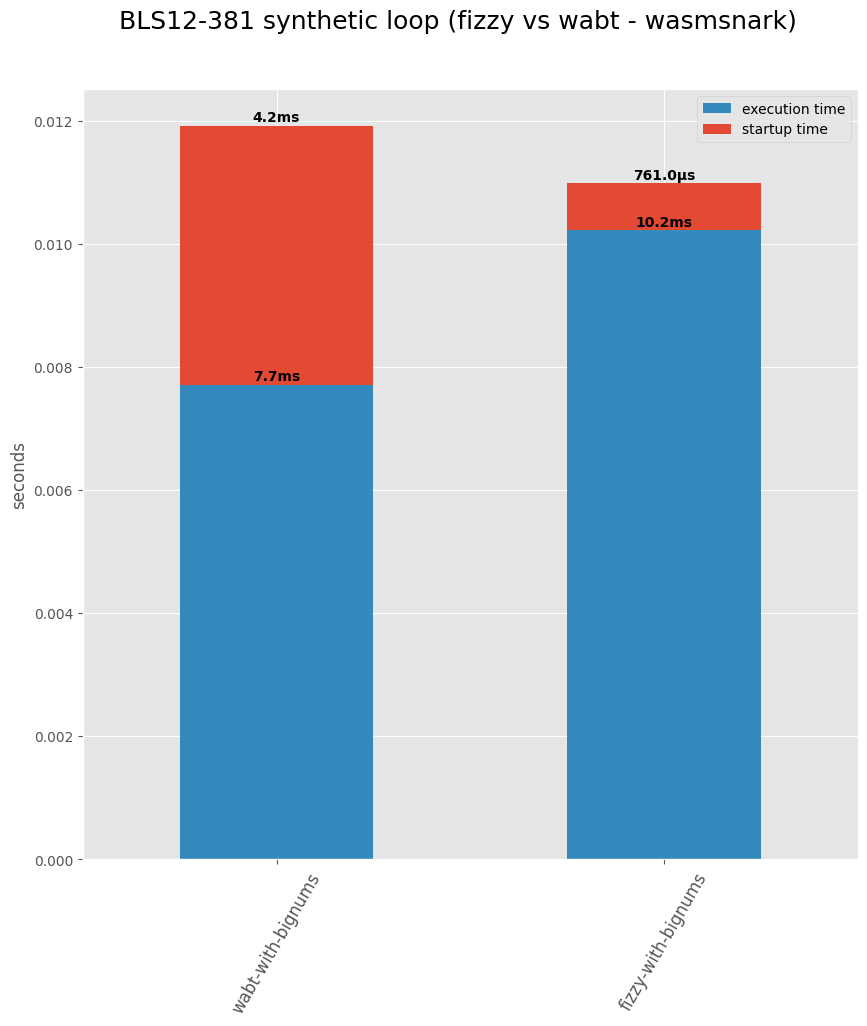 BLS12-381 synthetic loop (fizzy vs wabt - wasmsnark)
execution time
startup time
0.012
0.010
0.008
0.006
0.004
0.002
0.000
seconds
4.2ms
7.7ms
761.0µs
10.2ms
wabt-with-bignums
fizzy-with-bignums